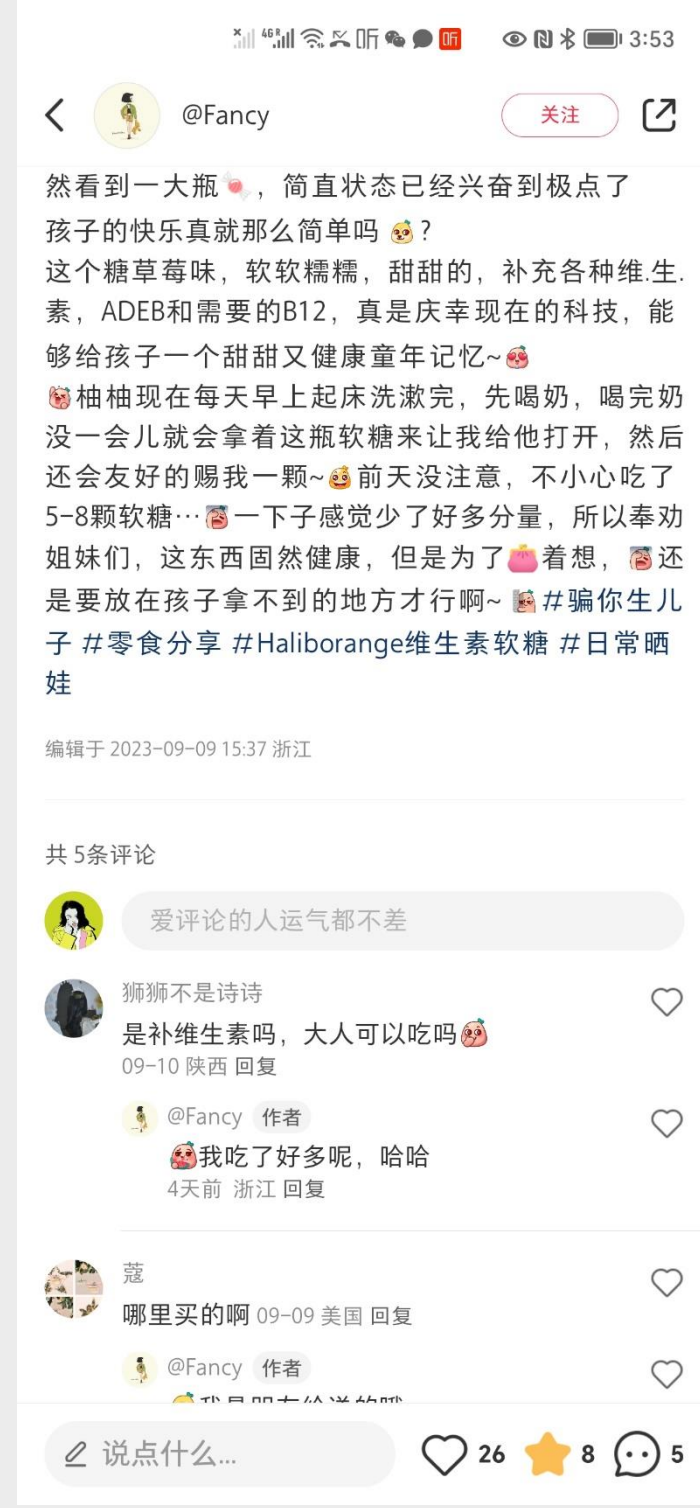 46 听 听 3:53
@Fancy 关注
然看到一大瓶，简直状态已经兴奋到极点了
孩子的快乐真就那么简单吗？
这个糖草莓味，软软糯糯，甜甜的，补充各种维.生.
素，ADEB和需要的B12，真是庆幸现在的科技，能
够给孩子一个甜甜又健康童年记忆~
柚柚现在每天早上起床洗漱完，先喝奶，喝完奶
没一会儿就会拿着这瓶软糖来让我给他打开，然后
还会友好的赐我一颗~前天没注意，不小心吃了
5-8颗软糖…一下子感觉少了好多分量，所以奉劝
姐妹们，这东西固然健康，但是为了着想，还
是要放在孩子拿不到的地方才行啊~ #骗你生儿
子 #零食分享 #Haliborange维生素软糖 #日常晒
娃
编辑于 2023-09-09 15:37 浙江
共 5条评论
爱评论的人运气都不差
狮狮不是诗诗
是补维生素吗，大人可以吃吗
09-10 陕西 回复
@Fancy 作者
我吃了好多呢，哈哈
4天前 浙江 回复
蔻
哪里买的啊 09-09 美国 回复
@Fancy 作者
说点什么... 26 8 5